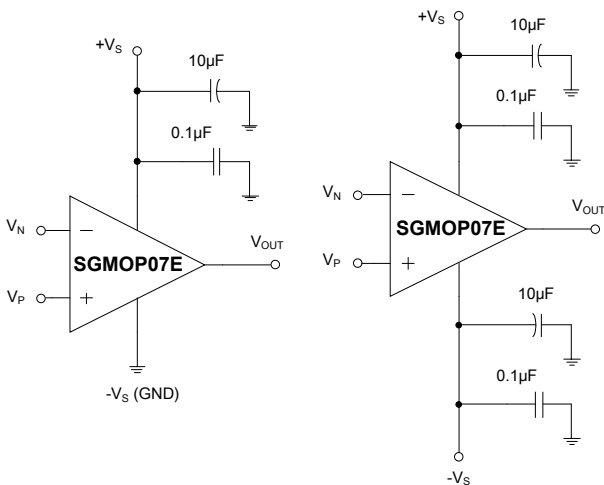 +VS
10µF
0.1µF
VN
−
SGMOP07E
VOUT
VP
+
-VS (GND)
+VS
10µF
0.1µF
VN
−
SGMOP07E
VOUT
VP
+
10µF
0.1µF
-VS